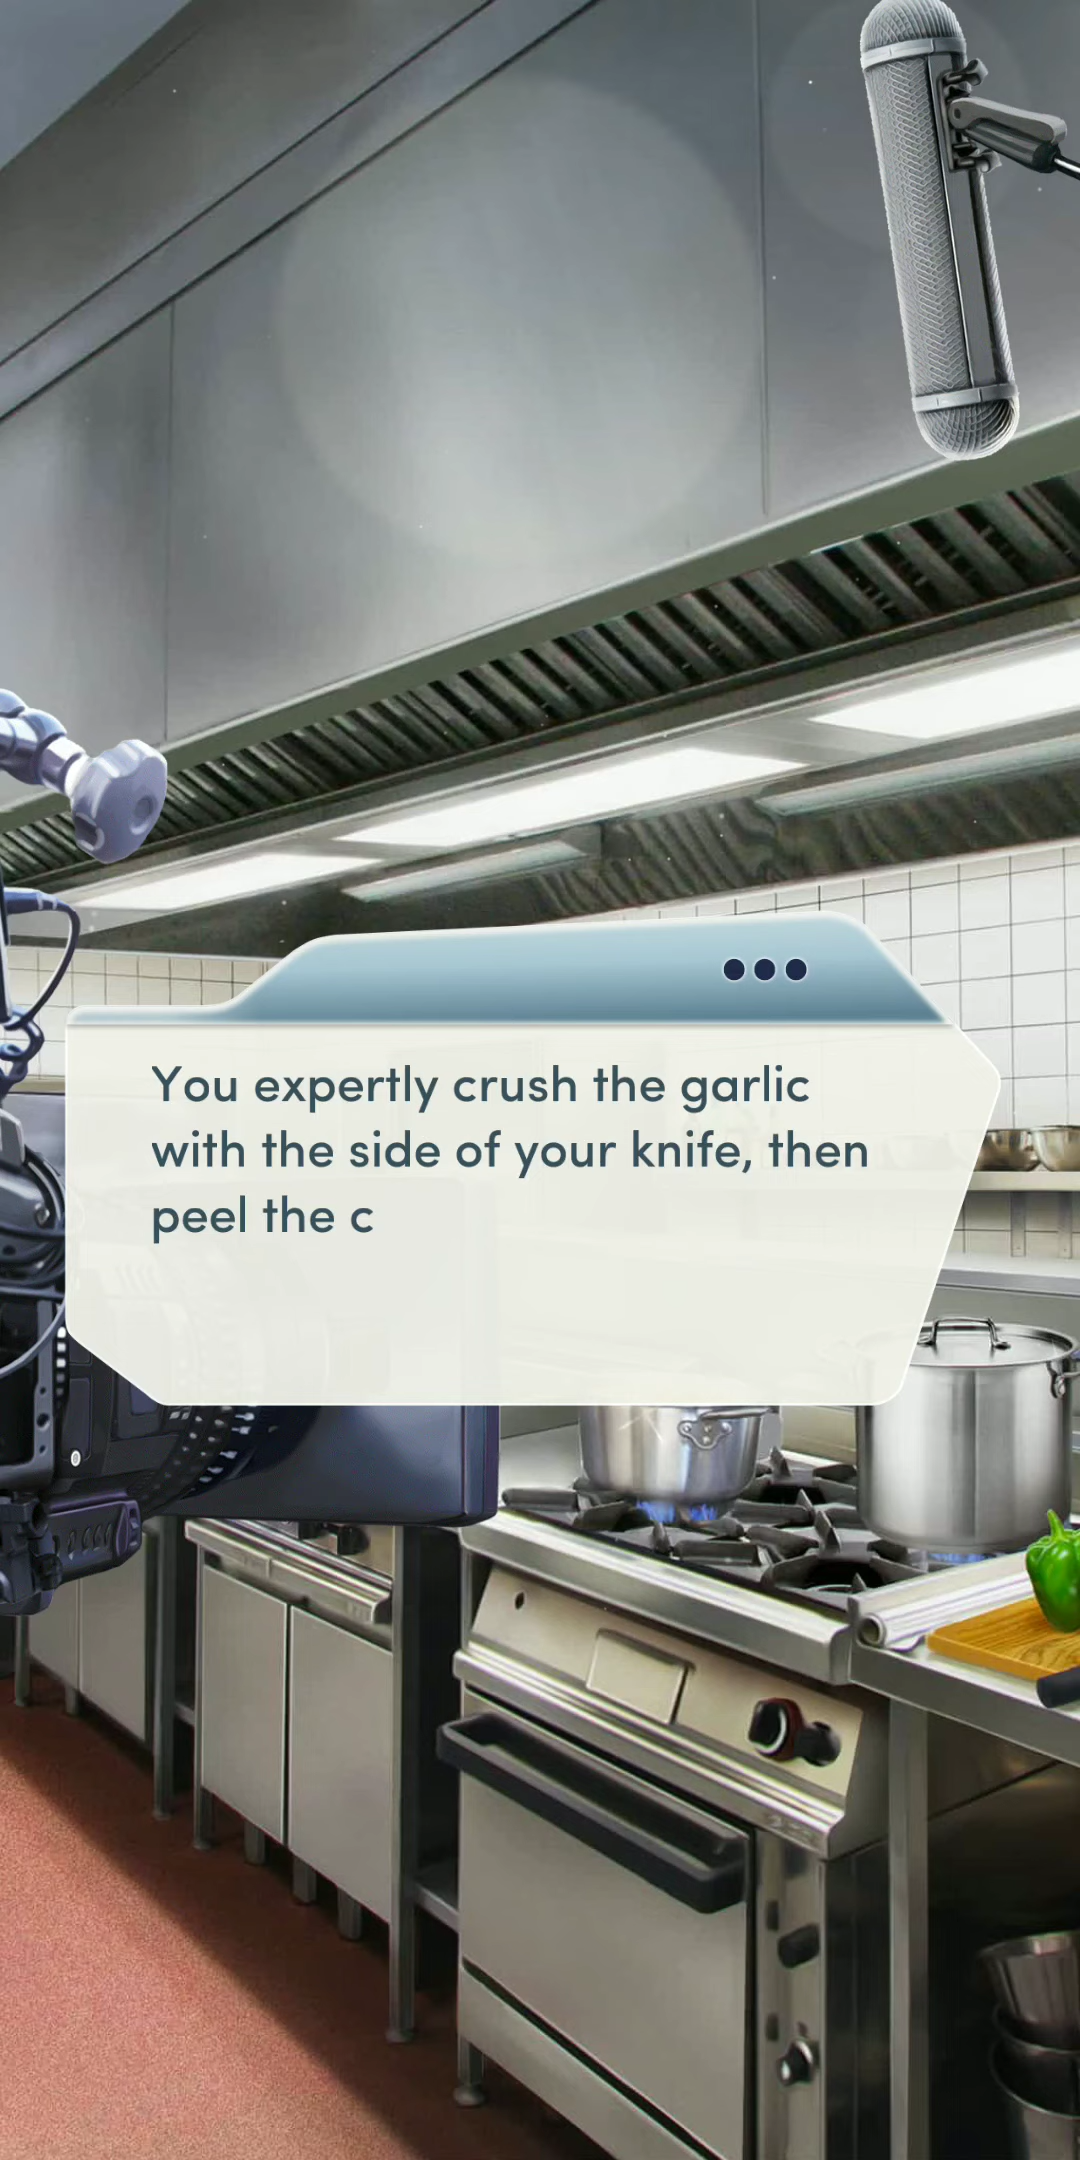 You expertly crush the garlic
with the side of your knife, then
peel the c